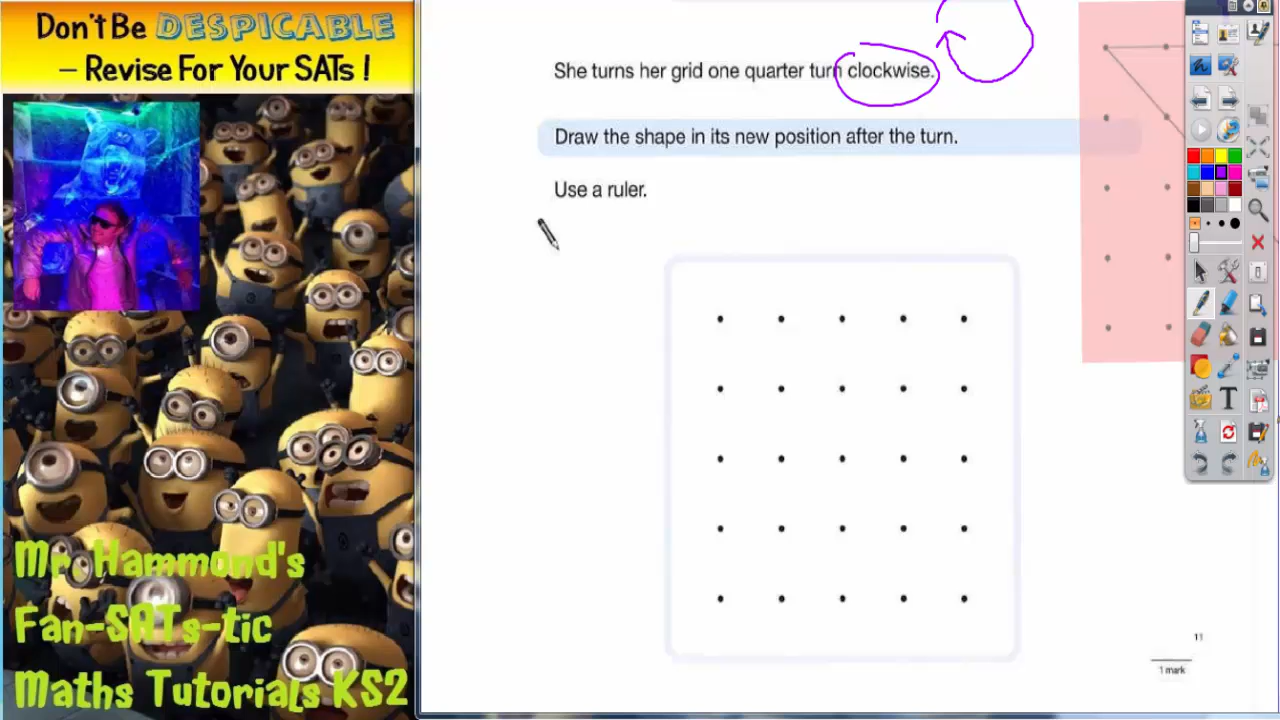 Don't Be DESPICABLE
– Revise For Your SATs !
Mr. Hammond's
Fan-SATs-tic
Maths Tutorials KS2
She turns her grid one quarter turn clockwise.
Draw the shape in its new position after the turn.
Use a ruler.
11
1 mark
T